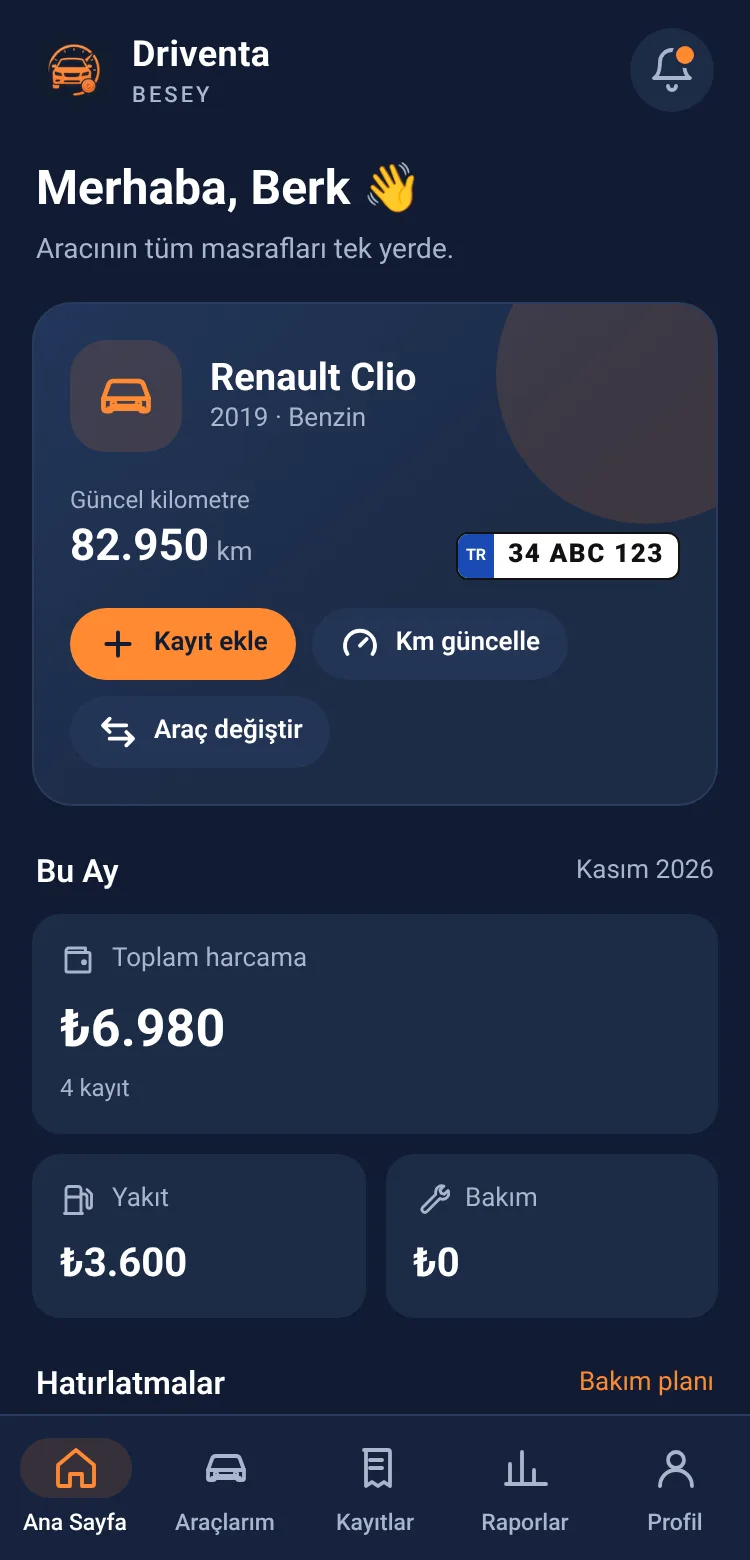 Driventa
BESEY
Merhaba, Berk 👋
Aracının tüm masrafları tek yerde.
Renault Clio
2019 · Benzin
Güncel kilometre
82.950 km
TR 34 ABC 123
Kayıt ekle
Km güncelle
Araç değiştir
Bu Ay
Kasım 2026
Toplam harcama
₺6.980
4 kayıt
Yakıt
₺3.600
Bakım
₺0
Hatırlatmalar
Bakım planı
Ana Sayfa
Araçlarım
Kayıtlar
Raporlar
Profil